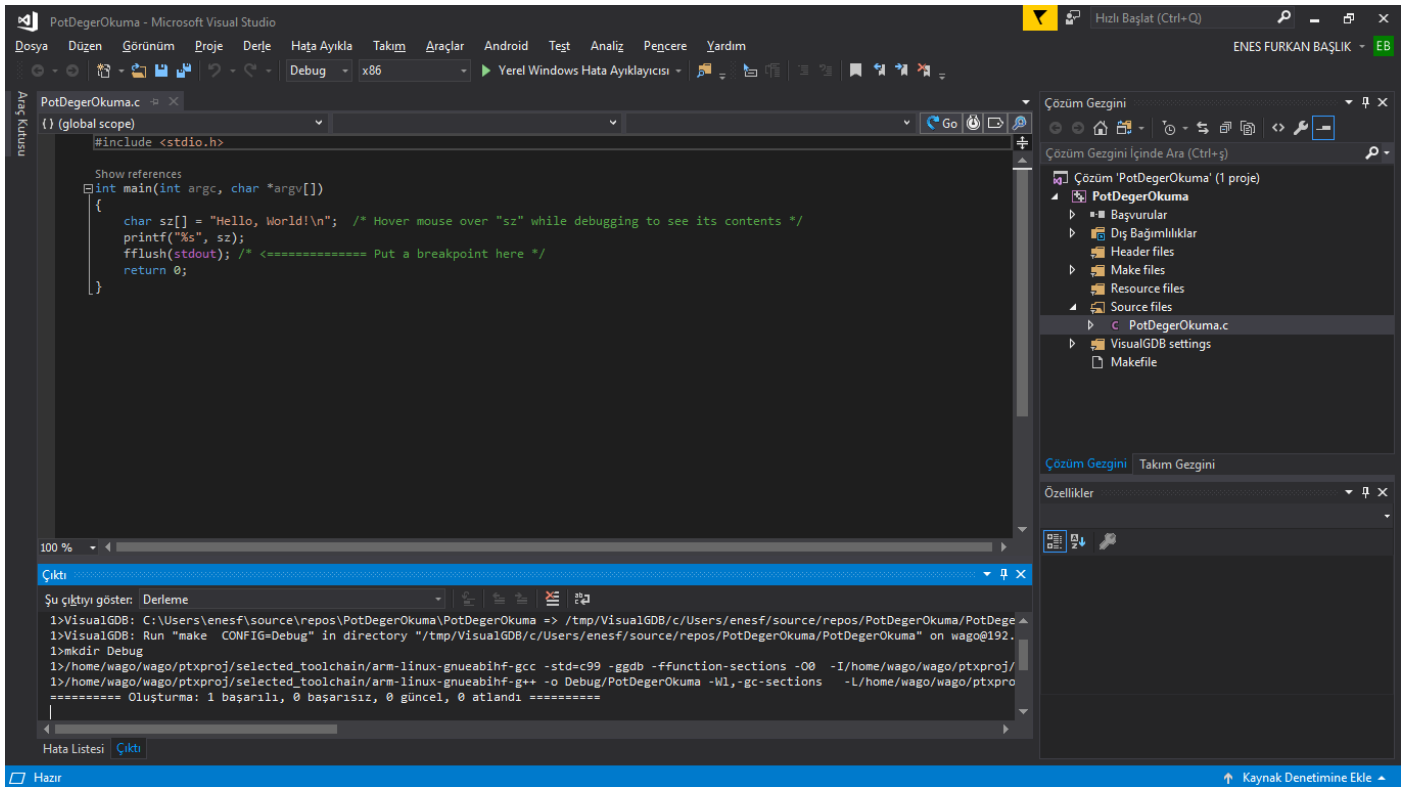 PotDegerOkuma - Microsoft Visual Studio
Hızlı Başlat (Ctrl+Q)
Dosya Düzen Görünüm Proje Derle Hata Ayıkla Takım Araçlar Android Test Analiz Pencere Yardım
ENES FURKAN BAŞLIK EB
Debug x86 Yerel Windows Hata Ayıklayıcısı
Araç Kutusu
PotDegerOkuma.c
{ } (global scope)
Go
#include <stdio.h>
Show references
int main(int argc, char *argv[])
{
char sz[] = "Hello, World!\n"; /* Hover mouse over "sz" while debugging to see its contents */
printf("%s", sz);
fflush(stdout); /* <============== Put a breakpoint here */
return 0;
}
100 %
Çözüm Gezgini
Çözüm Gezgini İçinde Ara (Ctrl+ş)
Çözüm 'PotDegerOkuma' (1 proje)
PotDegerOkuma
Başvurular
Dış Bağımlılıklar
Header files
Make files
Resource files
Source files
PotDegerOkuma.c
VisualGDB settings
Makefile
Çözüm Gezgini Takım Gezgini
Özellikler
Çıktı
Şu çıktıyı göster: Derleme
1>VisualGDB: C:\Users\enesf\source\repos\PotDegerOkuma\PotDegerOkuma => /tmp/VisualGDB/c/Users/enesf/source/repos/PotDegerOkuma/PotDege
1>VisualGDB: Run "make CONFIG=Debug" in directory "/tmp/VisualGDB/c/Users/enesf/source/repos/PotDegerOkuma/PotDegerOkuma" on wago@192.
1>mkdir Debug
1>/home/wago/wago/ptxproj/selected_toolchain/arm-linux-gnueabihf-gcc -std=c99 -ggdb -ffunction-sections -O0 -I/home/wago/wago/ptxproj/
1>/home/wago/wago/ptxproj/selected_toolchain/arm-linux-gnueabihf-g++ -o Debug/PotDegerOkuma -Wl,-gc-sections -L/home/wago/wago/ptxpro
========== Oluşturma: 1 başarılı, 0 başarısız, 0 güncel, 0 atlandı ==========
Hata Listesi Çıktı
Hazır
Kaynak Denetimine Ekle